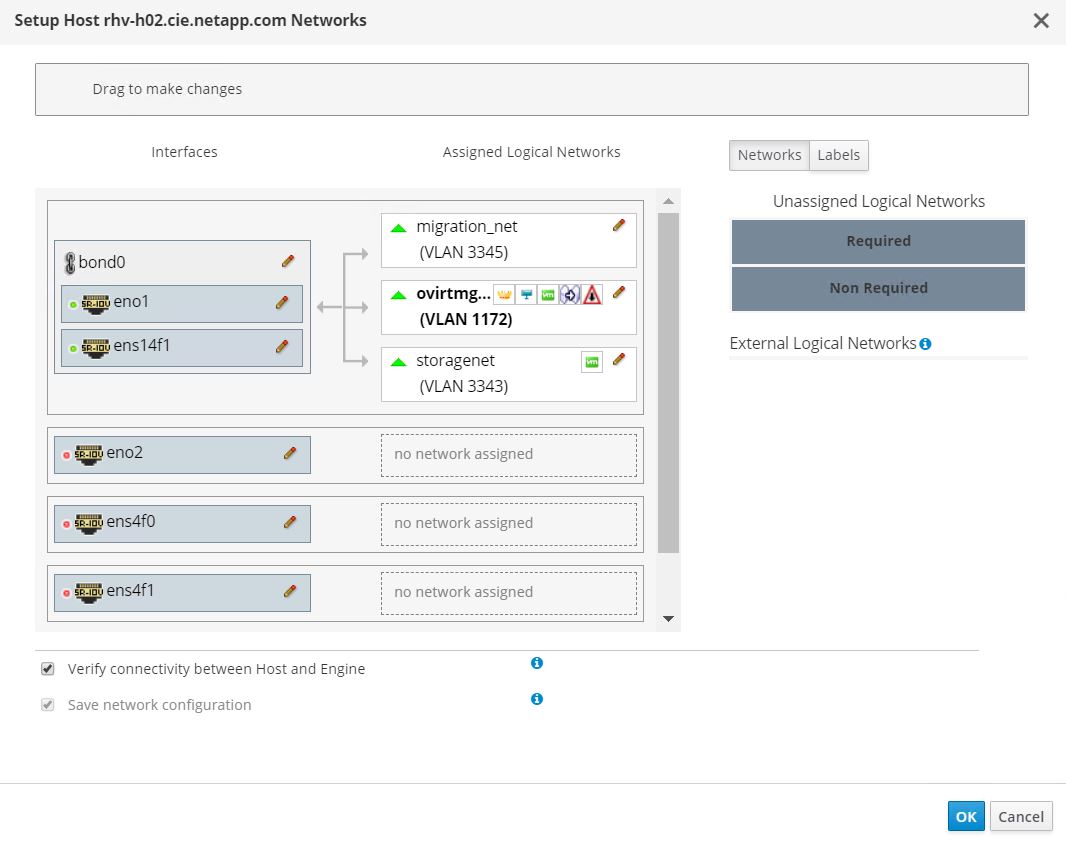 Setup Host rhv-h02.cie.netapp.com Networks
Drag to make changes
Interfaces
Assigned Logical Networks
Networks
Labels
Unassigned Logical Networks
Required
Non Required
External Logical Networks
bond0
SR-IOV eno1
SR-IOV ens14f1
migration_net
(VLAN 3345)
ovirtmg... vm
(VLAN 1172)
storagenet vm
(VLAN 3343)
SR-IOV eno2
no network assigned
SR-IOV ens4f0
no network assigned
SR-IOV ens4f1
no network assigned
Verify connectivity between Host and Engine
Save network configuration
OK
Cancel